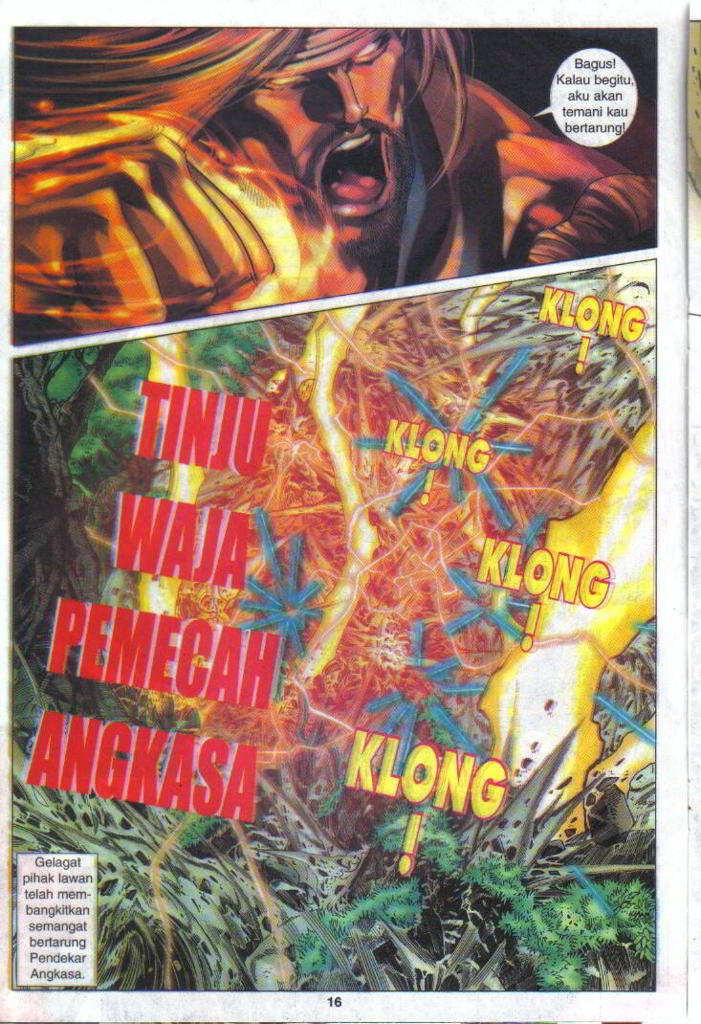 Bagus!
Kalau begitu,
aku akan
temani kau
bertarung!
KLONG
!
TINJU
KLONG
!
WAJA
KLONG
!
PEMECAH
ANGKASA
KLONG
!
Gelagat
pihak lawan
telah mem-
bangkitkan
semangat
bertarung
Pendekar
Angkasa.
16